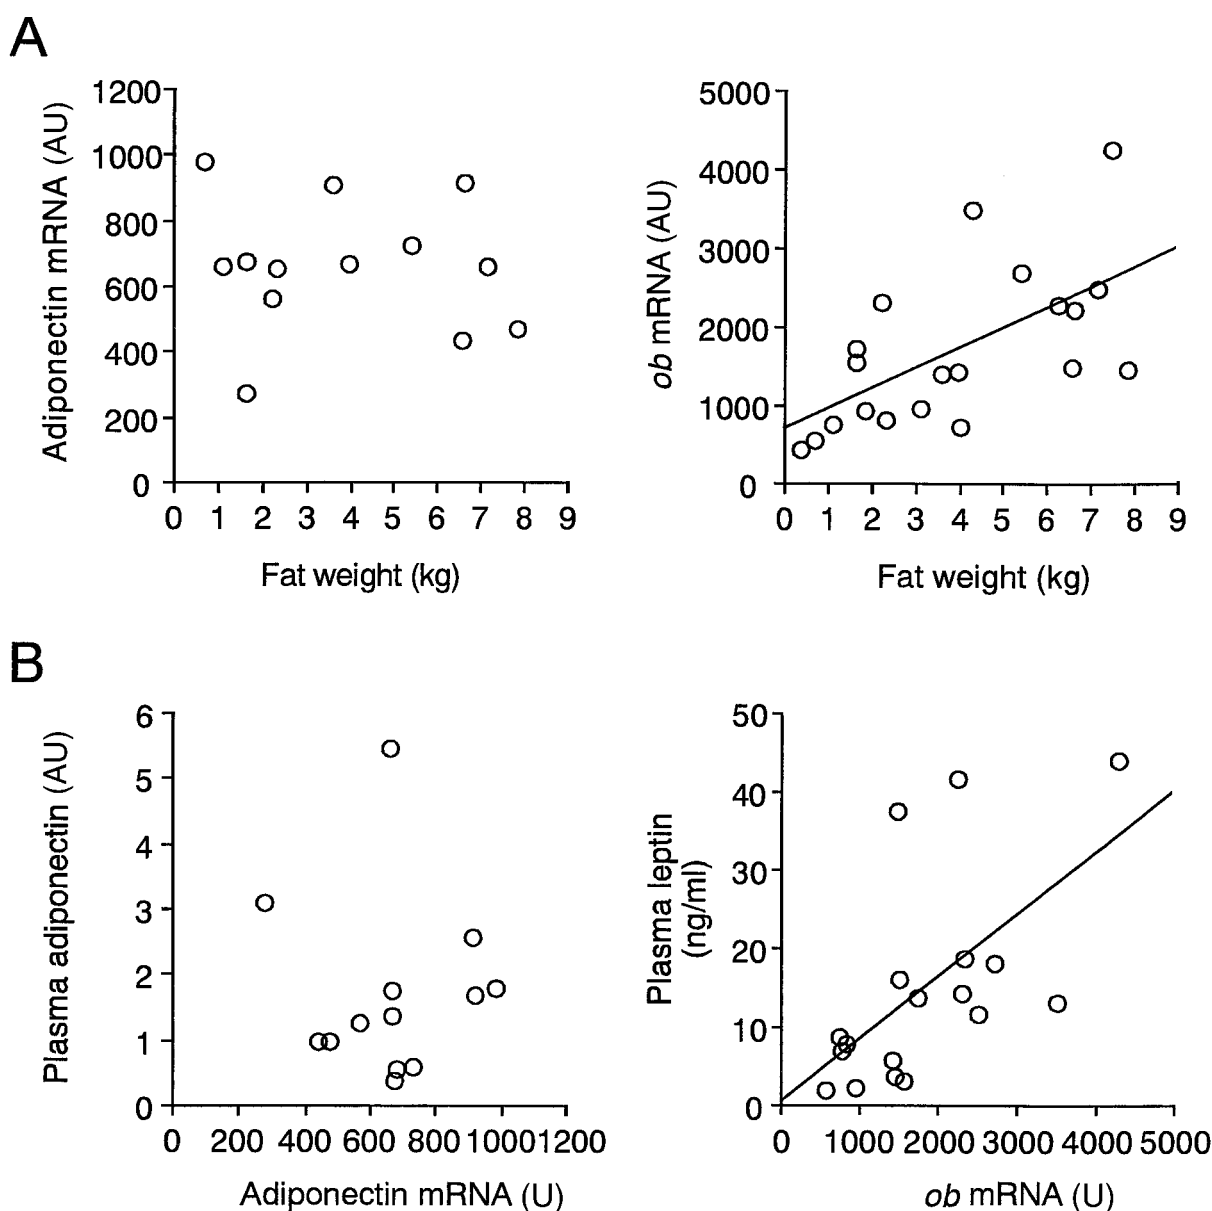 A
Adiponectin mRNA (AU)
1200
1000
800
600
400
200
0
0 1 2 3 4 5 6 7 8 9
Fat weight (kg)
ob mRNA (AU)
5000
4000
3000
2000
1000
0
0 1 2 3 4 5 6 7 8 9
Fat weight (kg)
B
Plasma adiponectin (AU)
6
5
4
3
2
1
0
0 200 400 600 800 1000 1200
Adiponectin mRNA (U)
Plasma leptin
(ng/ml)
50
40
30
20
10
0
0 1000 2000 3000 4000 5000
ob mRNA (U)